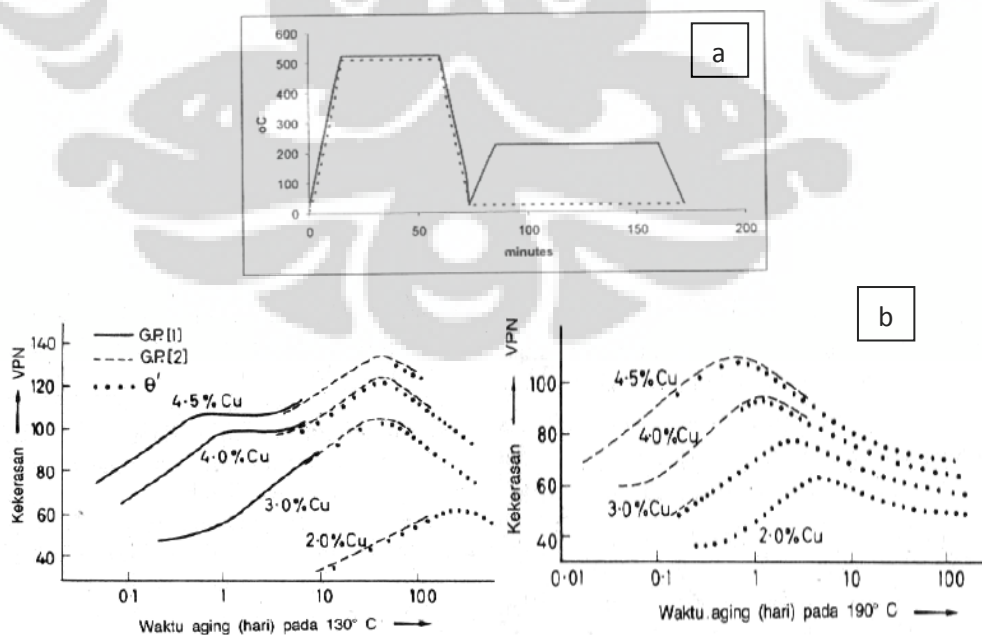 a
600
500
400
300
200
100
0
oC
0 50 100 150 200
minutes
b
VPN
Kekerasan
140
120
100
80
60
40
G.P.[1]
G.P.[2]
θ'
4·5%Cu
4·0%Cu
3·0%Cu
2·0%Cu
0·1 1 10 100
Waktu aging (hari) pada 130° C
VPN
Kekerasan
100
80
60
40
4·5%Cu
4·0%Cu
3·0%Cu
2·0%Cu
0·01 0·1 1 10 100
Waktu.aging (hari) pada 190° C